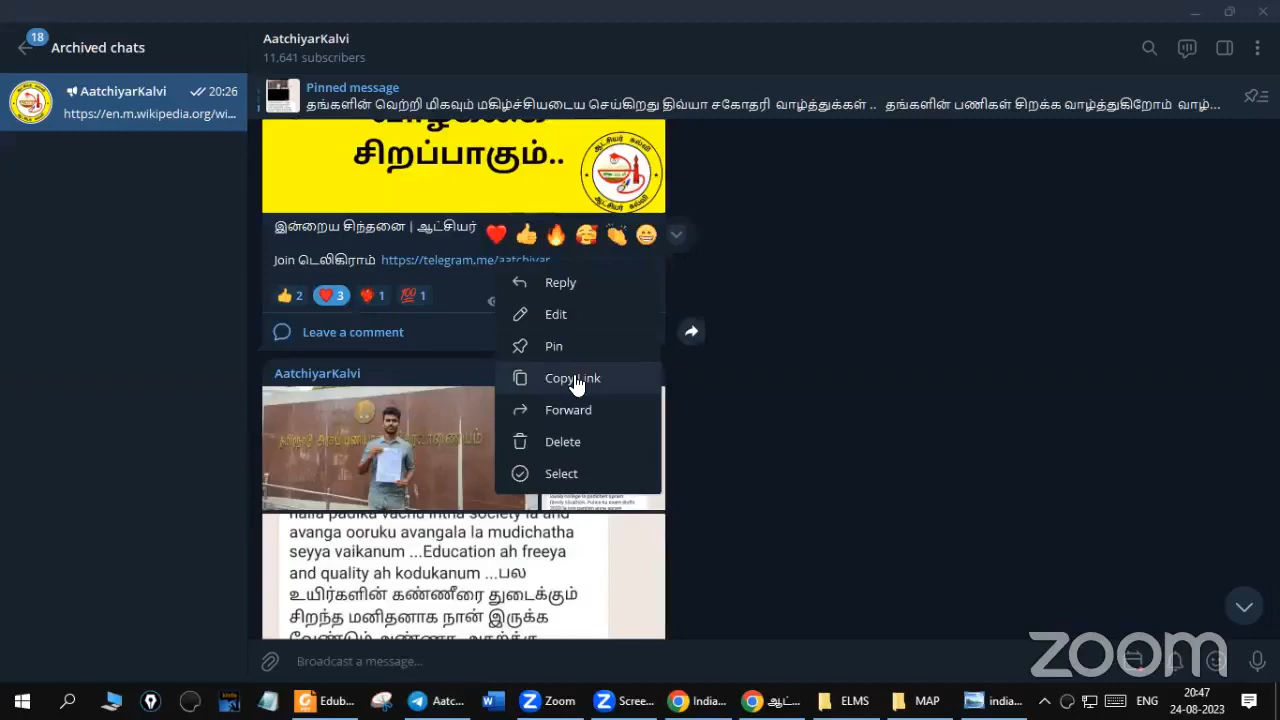 18
Archived chats
AatchiyarKalvi
20:26
https://en.m.wikipedia.org/wi...
AatchiyarKalvi
11,641 subscribers
Pinned message
தங்களின் வெற்றி மிகவும் மகிழ்ச்சியடைய செய்கிறது திவ்யா சகோதரி வாழ்த்துக்கள் .. தங்களின் பணிகள் சிறக்க வாழ்த்துகிறோம் வாழ்...
சிறப்பாகும்..
ஆட்சியர்
கல்வி
இன்றைய சிந்தனை | ஆட்சியர்
Join டெலிகிராம் https://telegram.me/aatchiyar
2
3
1
100 1
Leave a comment
Reply
Edit
Pin
Copy Link
Forward
Delete
Select
AatchiyarKalvi
naila padika vachu intha society la and
avanga ooruku avangala la mudichatha
seyya vaikanum ...Education ah freeya
and quality ah kodukanum ...பல
உயிர்களின் கண்ணீரை துடைக்கும்
சிறந்த மனிதனாக நான் இருக்க
Broadcast a message...
zoom
Edub...
Aatc...
Zoom
Scree...
India...
ஆட்...
ELMS
MAP
india...
ENG
20:47
24-08-2023